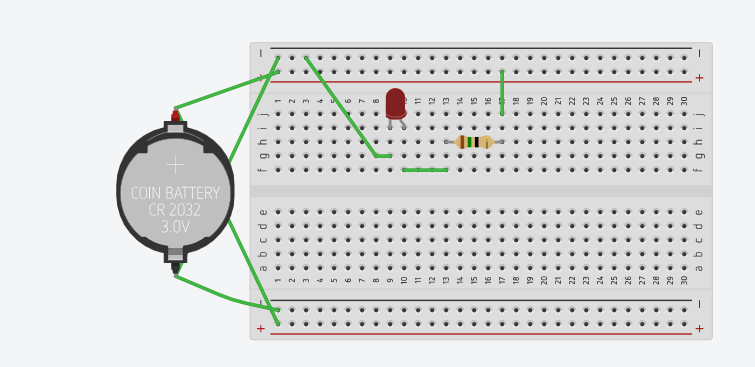 − −
+ +
1 2 3 4 5 6 7 8 9 10 11 12 13 14 15 16 17 18 19 20 21 22 23 24 25 26 27 28 29 30
j j
i i
h h
g g
f f
COIN BATTERY
CR 2032
3.0V
e e
d d
c c
b b
a a
1 2 3 4 5 6 7 8 9 10 11 12 13 14 15 16 17 18 19 20 21 22 23 24 25 26 27 28 29 30
− −
+ +